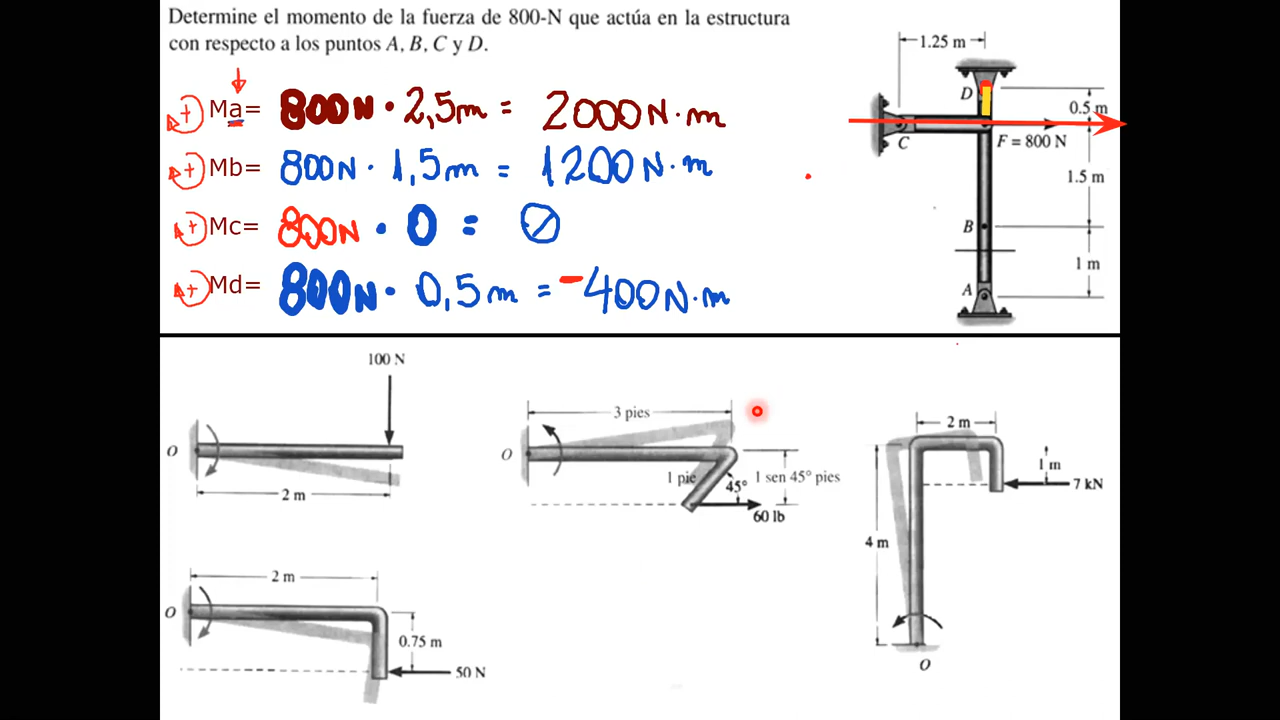 Determine el momento de la fuerza de 800-N que actúa en la estructura
con respecto a los puntos A, B, C y D.
+ Ma= 800N · 2,5m = 2000N·m
+ Mb= 800N · 1,5m = 1200N·m
+ Mc= 800N · 0 = 0
+ Md= 800N · 0,5m = -400N·m
1.25 m
D
0.5 m
C
F = 800 N
1.5 m
B
1 m
A
100 N
O
2 m
3 pies
O
1 pie
45°
1 sen 45° pies
60 lb
2 m
1 m
7 kN
4 m
O
2 m
O
0.75 m
50 N